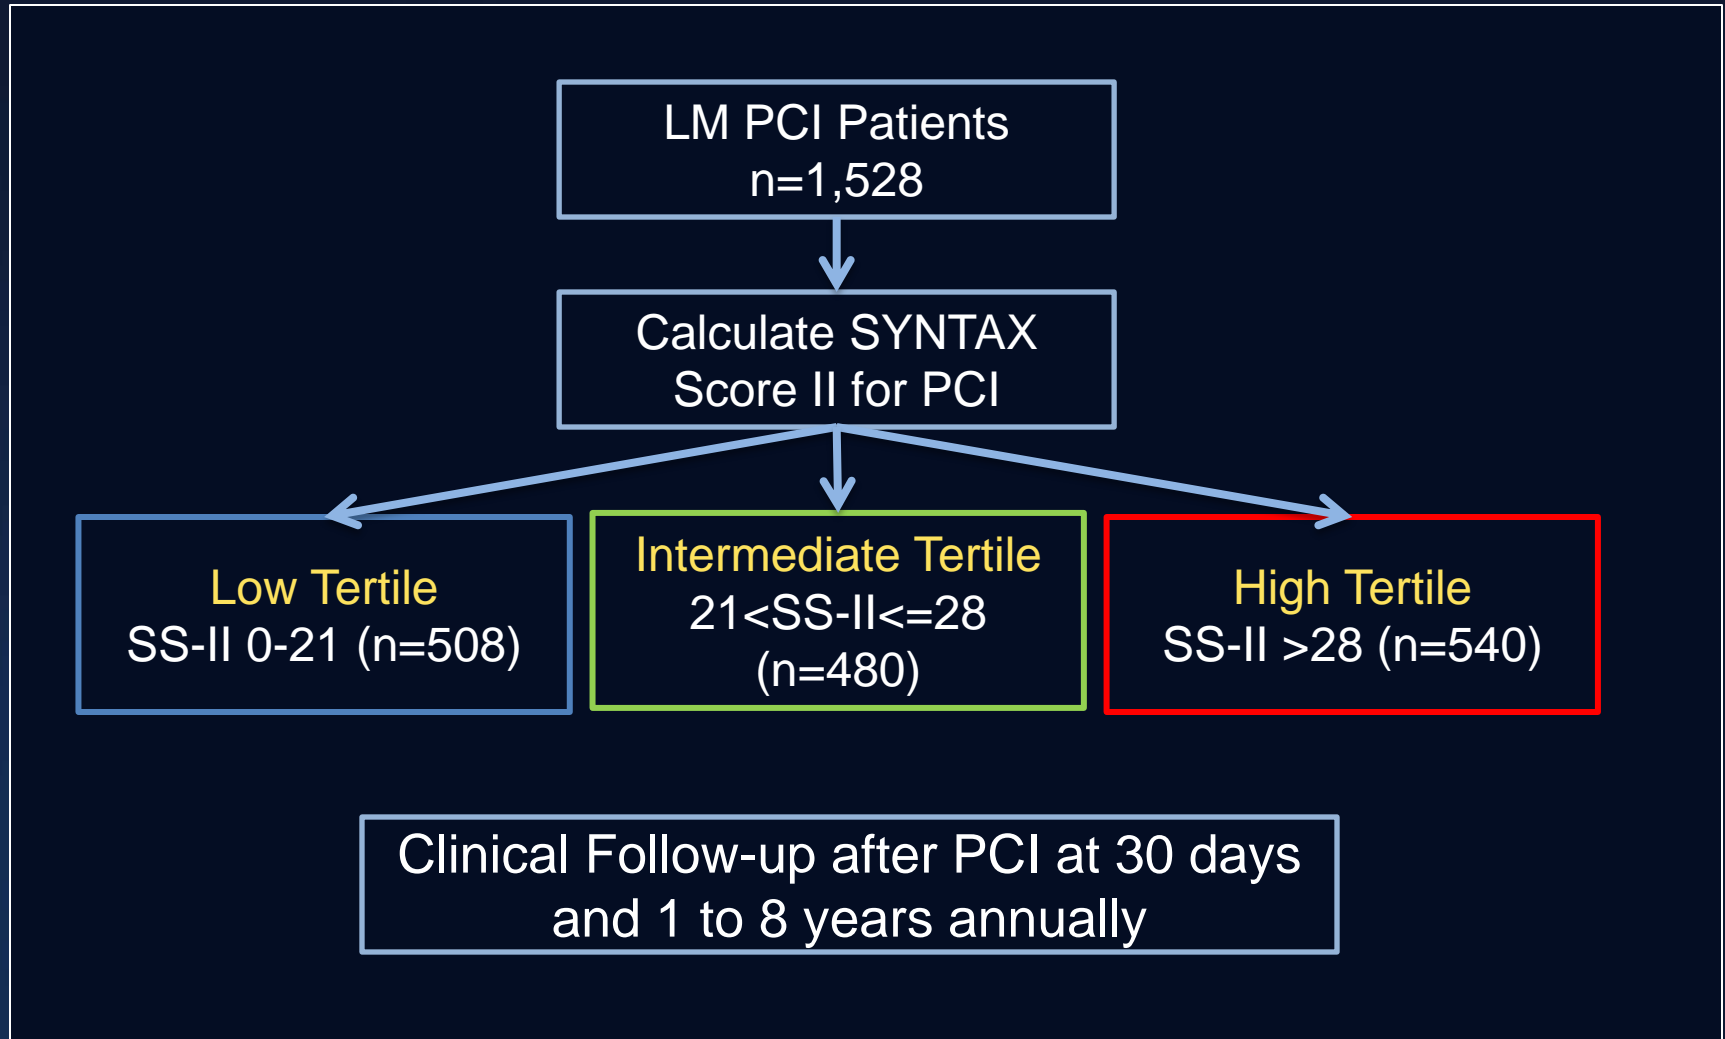 LM PCI Patients
n=1,528
Calculate SYNTAX
Score II for PCI
Low Tertile
SS-II 0-21 (n=508)
Intermediate Tertile
21<SS-II<=28
(n=480)
High Tertile
SS-II >28 (n=540)
Clinical Follow-up after PCI at 30 days
and 1 to 8 years annually